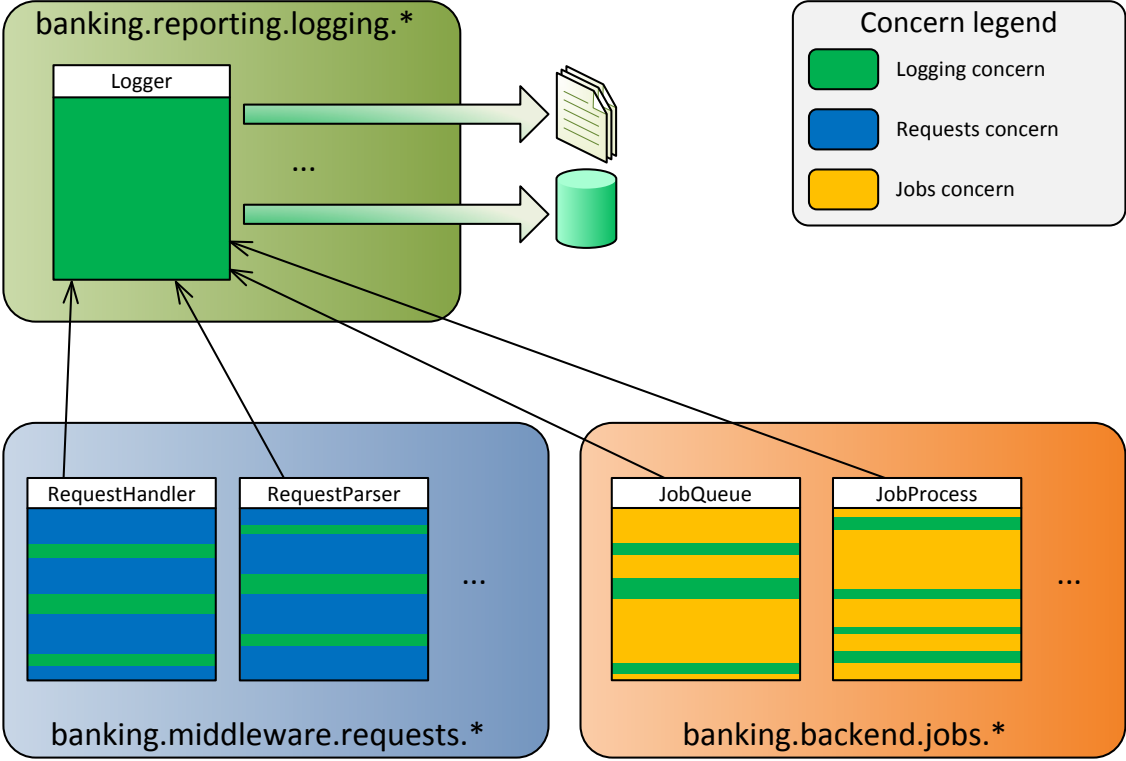 banking.reporting.logging.*
Logger
...
Concern legend
Logging concern
Requests concern
Jobs concern
RequestHandler
RequestParser
...
banking.middleware.requests.*
JobQueue
JobProcess
...
banking.backend.jobs.*